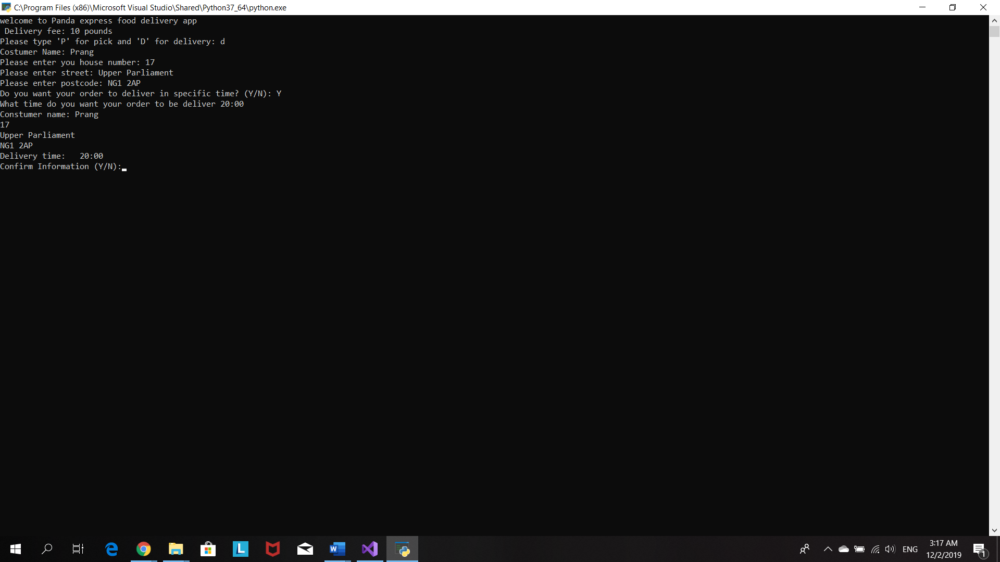 C:\Program Files (x86)\Microsoft Visual Studio\Shared\Python37_64\python.exe
welcome to Panda express food delivery app
 Delivery fee: 10 pounds
Please type 'P' for pick and 'D' for delivery: d
Costumer Name: Prang
Please enter you house number: 17
Please enter street: Upper Parliament
Please enter postcode: NG1 2AP
Do you want your order to deliver in specific time? (Y/N): Y
What time do you want your order to be deliver 20:00
Constumer name: Prang
17
Upper Parliament
NG1 2AP
Delivery time:   20:00
Confirm Information (Y/N):
L
W
ENG
3:17 AM
12/2/2019
1